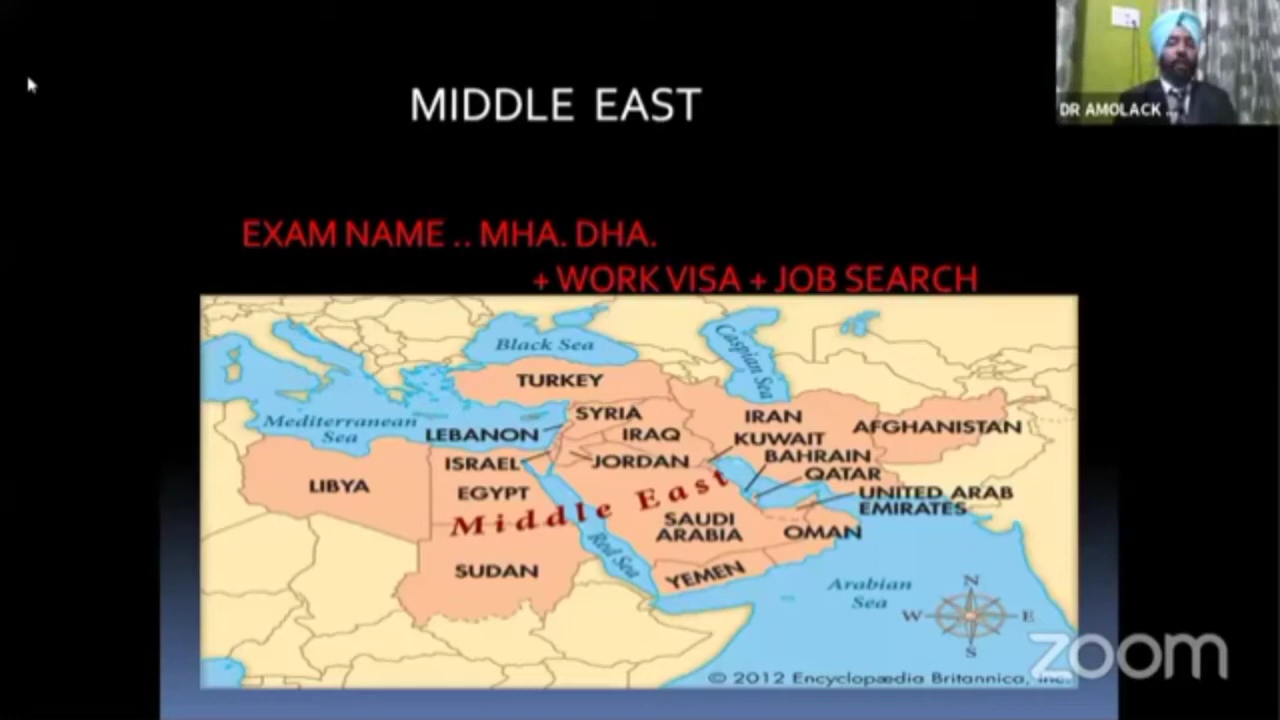 MIDDLE EAST
DR AMOLACK ...
EXAM NAME .. MHA. DHA.
+ WORK VISA + JOB SEARCH
Black Sea
Caspian Sea
TURKEY
Mediterranean
Sea
SYRIA
IRAN
AFGHANISTAN
LEBANON
IRAQ
KUWAIT
BAHRAIN
ISRAEL
JORDAN
QATAR
LIBYA
EGYPT
UNITED ARAB
EMIRATES
Middle East
SAUDI
ARABIA
OMAN
Red Sea
SUDAN
YEMEN
Arabian
Sea
N
W
E
S
zoom
© 2012 Encyclopædia Britannica, Inc.